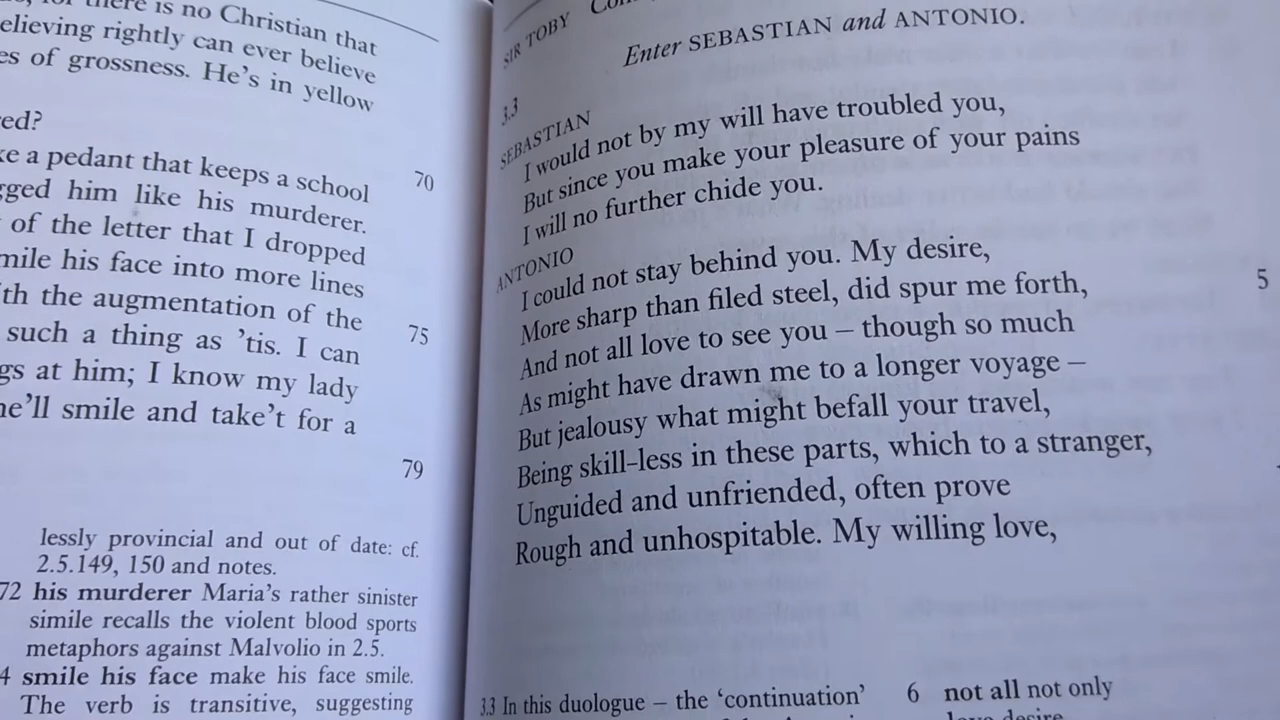 there is no Christian that
elieving rightly can ever believe
es of grossness. He's in yellow
ed?
ke a pedant that keeps a school
70
gged him like his murderer.
of the letter that I dropped
mile his face into more lines
th the augmentation of the
75
such a thing as 'tis. I can
gs at him; I know my lady
he'll smile and take't for a
79
lessly provincial and out of date: cf.
2.5.149, 150 and notes.
72 his murderer Maria's rather sinister
simile recalls the violent blood sports
metaphors against Malvolio in 2.5.
4 smile his face make his face smile.
The verb is transitive, suggesting
SIR TOBY
Enter SEBASTIAN and ANTONIO.
3.3
SEBASTIAN
I would not by my will have troubled you,
But since you make your pleasure of your pains
I will no further chide you.
ANTONIO
I could not stay behind you. My desire,
More sharp than filed steel, did spur me forth,
5
And not all love to see you – though so much
As might have drawn me to a longer voyage –
But jealousy what might befall your travel,
Being skill-less in these parts, which to a stranger,
Unguided and unfriended, often prove
Rough and unhospitable. My willing love,
3.3 In this duologue – the 'continuation'
6 not all not only
love desire